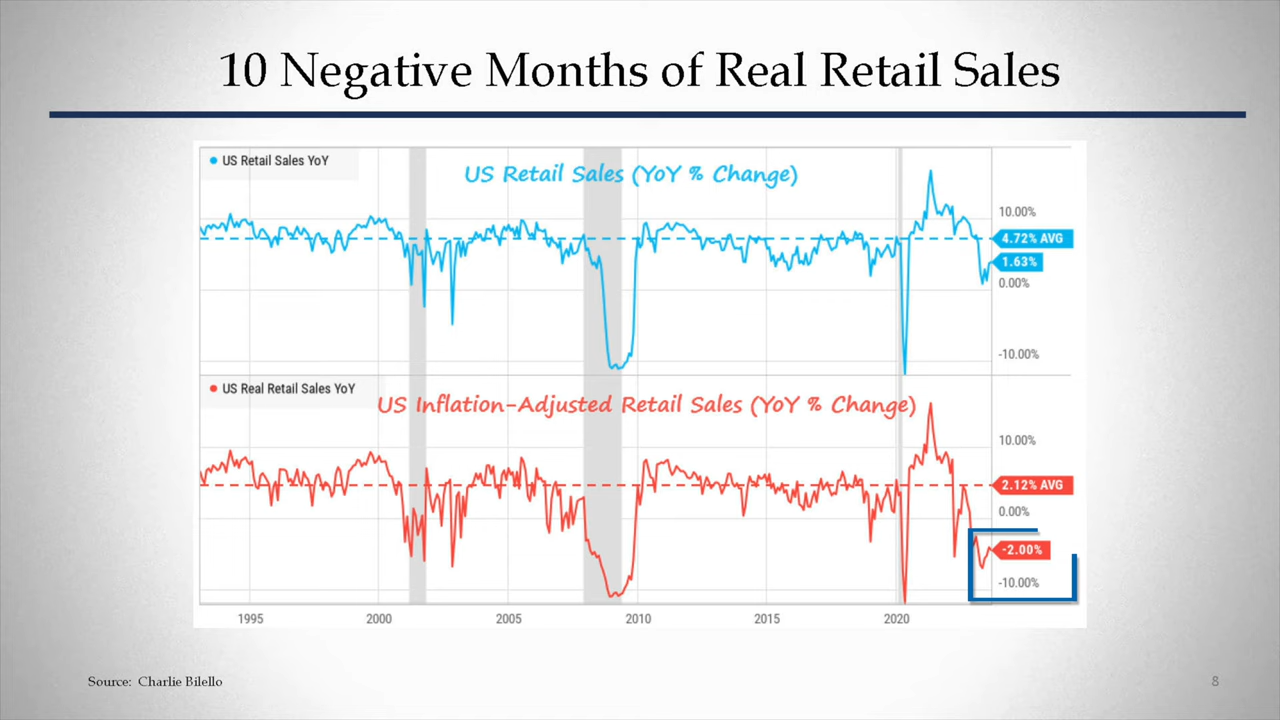 10 Negative Months of Real Retail Sales
US Retail Sales YoY
US Retail Sales (YoY % Change)
10.00%
4.72% AVG
1.63%
0.00%
-10.00%
US Real Retail Sales YoY
US Inflation-Adjusted Retail Sales (YoY % Change)
10.00%
2.12% AVG
0.00%
-2.00%
-10.00%
1995 2000 2005 2010 2015 2020
Source: Charlie Bilello
8